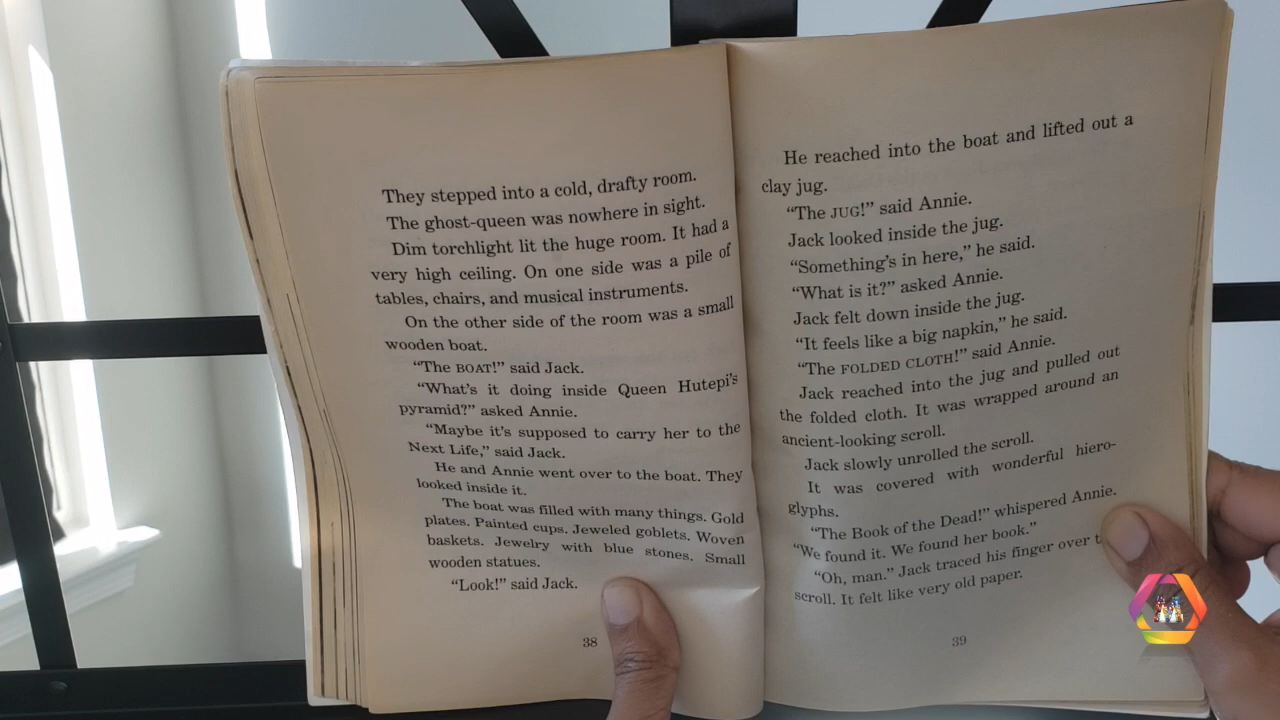 They stepped into a cold, drafty room.
The ghost-queen was nowhere in sight.
Dim torchlight lit the huge room. It had a
very high ceiling. On one side was a pile of
tables, chairs, and musical instruments.
On the other side of the room was a small
wooden boat.
“The BOAT!” said Jack.
“What’s it doing inside Queen Hutepi’s
pyramid?” asked Annie.
“Maybe it’s supposed to carry her to the
Next Life,” said Jack.
He and Annie went over to the boat. They
looked inside it.
The boat was filled with many things. Gold
plates. Painted cups. Jeweled goblets. Woven
baskets. Jewelry with blue stones. Small
wooden statues.
“Look!” said Jack.
38
He reached into the boat and lifted out a
clay jug.
“The JUG!” said Annie.
Jack looked inside the jug.
“Something’s in here,” he said.
“What is it?” asked Annie.
Jack felt down inside the jug.
“It feels like a big napkin,” he said.
“The FOLDED CLOTH!” said Annie.
Jack reached into the jug and pulled out
the folded cloth. It was wrapped around an
ancient-looking scroll.
Jack slowly unrolled the scroll.
It was covered with wonderful hiero-
glyphs.
“The Book of the Dead!” whispered Annie.
“We found it. We found her book.”
“Oh, man.” Jack traced his finger over
scroll. It felt like very old paper.
39